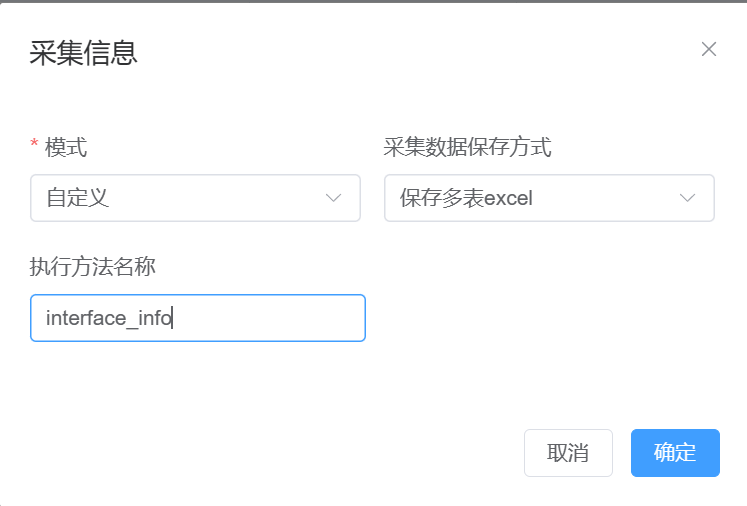 采集信息
* 模式
采集数据保存方式
自定义
保存多表excel
执行方法名称
interface_info
取消
确定